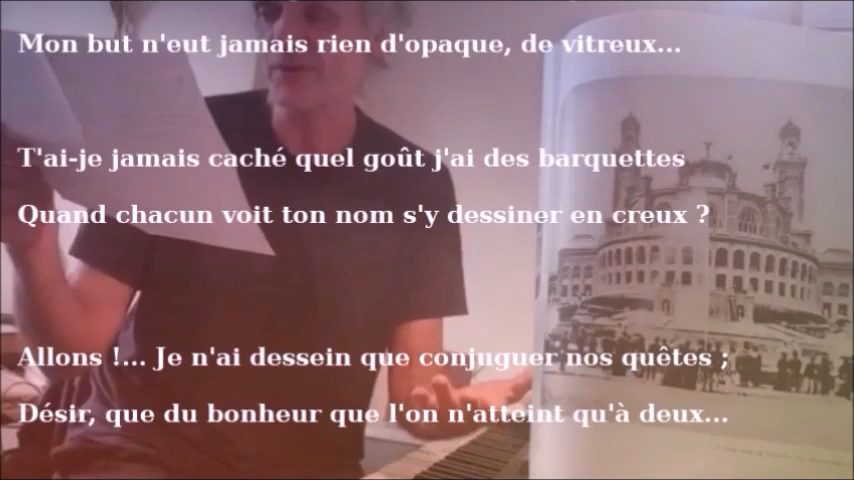 Mon but n'eut jamais rien d'opaque, de vitreux...
T'ai-je jamais caché quel goût j'ai des barquettes
Quand chacun voit ton nom s'y dessiner en creux ?
Allons !... Je n'ai dessein que conjuguer nos quêtes ;
Désir, que du bonheur que l'on n'atteint qu'à deux...